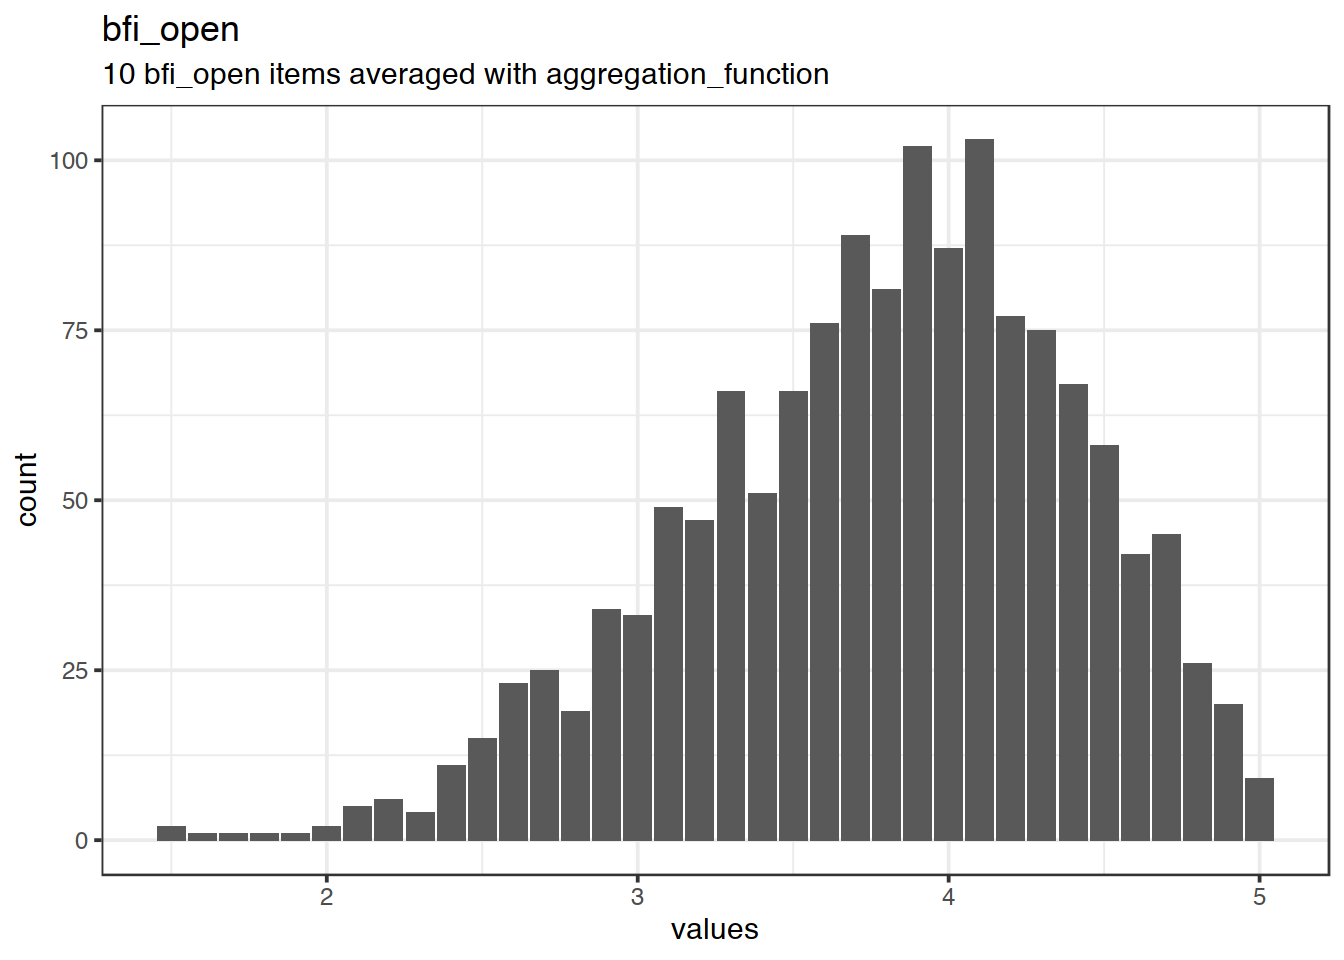 bfi_open
10 bfi_open items averaged with aggregation_function
100
75
50
25
0
count
2 3 4 5
values